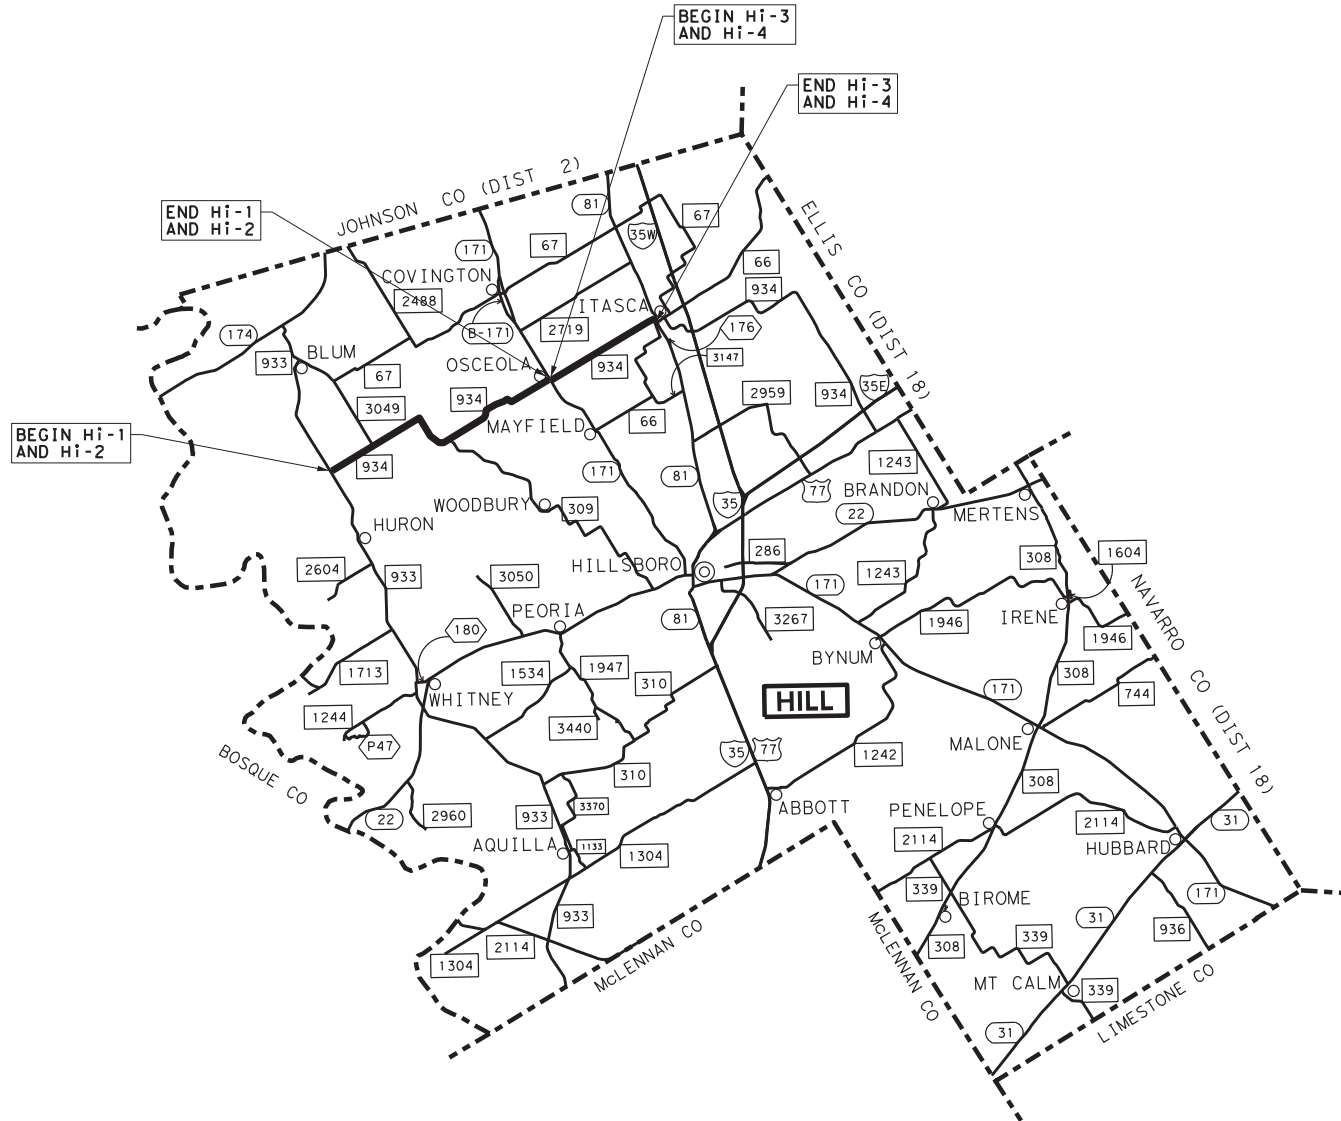 BEGIN Hi-3
AND Hi-4
END Hi-3
AND Hi-4
JOHNSON CO (DIST 2)
END Hi-1
AND Hi-2
81
67
35W
ELLIS CO (DIST 18)
171
67
66
COVINGTON
2488
934
ITASCA
174
B-171
2719
176
933
BLUM
OSCEOLA
934
3147
67
35E
3049
934
2959
934
66
MAYFIELD
BEGIN Hi-1
AND Hi-2
934
171
81
1243
77
BRANDON
WOODBURY
309
35
22
MERTENS
HURON
286
308
1604
HILLSBORO
2604
933
3050
171
1243
NAVARRO CO (DIST 18)
PEORIA
180
81
3267
1946
IRENE
1946
BYNUM
1713
1534
1947
310
308
WHITNEY
HILL
171
744
1244
3440
P47
35
77
1242
MALONE
BOSQUE CO
310
308
22
2960
933
3370
ABBOTT
PENELOPE
2114
2114
31
AQUILLA
1133
1304
HUBBARD
339
BIROME
171
933
31
936
2114
McLENNAN CO
308
339
1304
McLENNAN CO
MT CALM
339
31
LIMESTONE CO